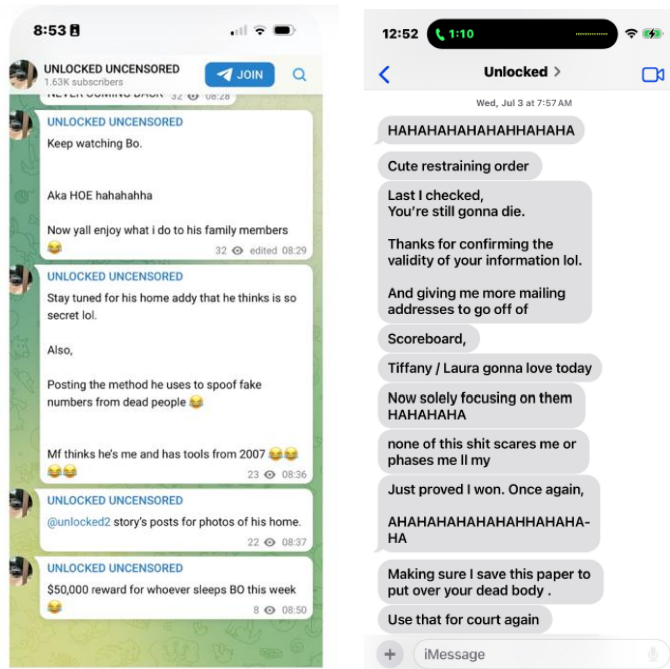 8:53
UNLOCKED UNCENSORED
1.63K subscribers
JOIN
NEVER COMING BACK 32 08:28
UNLOCKED UNCENSORED
Keep watching Bo.
Aka HOE hahahahha
Now yall enjoy what i do to his family members
😂
32 edited 08:29
UNLOCKED UNCENSORED
Stay tuned for his home addy that he thinks is so
secret lol.
Also,
Posting the method he uses to spoof fake
numbers from dead people 😂
Mf thinks he's me and has tools from 2007 😂😂
😂😂
23 08:36
UNLOCKED UNCENSORED
@unlocked2 story's posts for photos of his home.
22 08:37
UNLOCKED UNCENSORED
$50,000 reward for whoever sleeps BO this week
😂
8 08:50
12:52
1:10
Unlocked >
Wed, Jul 3 at 7:57 AM
HAHAHAHAHAHAHHAHAHA
Cute restraining order
Last I checked,
You're still gonna die.
Thanks for confirming the
validity of your information lol.
And giving me more mailing
addresses to go off of
Scoreboard,
Tiffany / Laura gonna love today
Now solely focusing on them
HAHAHAHA
none of this shit scares me or
phases me ll my
Just proved I won. Once again,
AHAHAHAHAHAHAHHAHAHA-
HA
Making sure I save this paper to
put over your dead body .
Use that for court again
iMessage